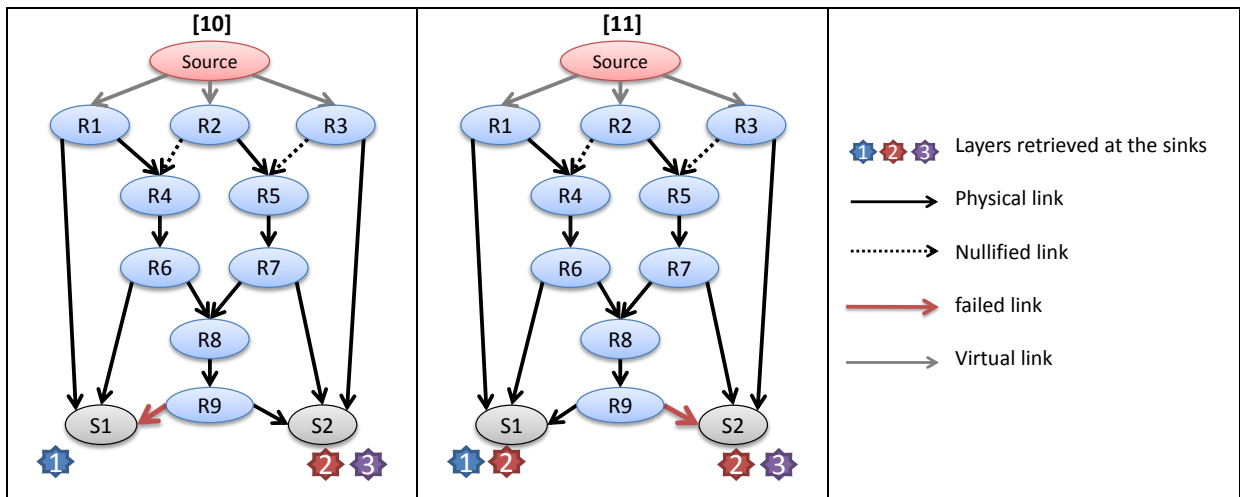 [10]
Source
R1 R2 R3
R4 R5
R6 R7
R8
R9
S1 S2
1 2 3
[11]
Source
R1 R2 R3
R4 R5
R6 R7
R8
R9
S1 S2
1 2 2 3
1 2 3 Layers retrieved at the sinks
Physical link
Nullified link
failed link
Virtual link